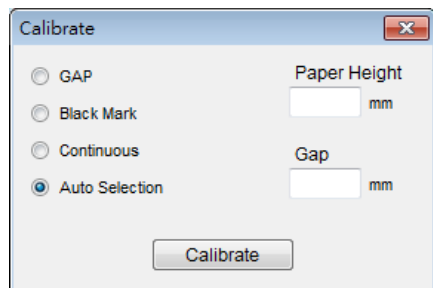 Calibrate
GAP
Black Mark
Continuous
Auto Selection
Paper Height
mm
Gap
mm
Calibrate